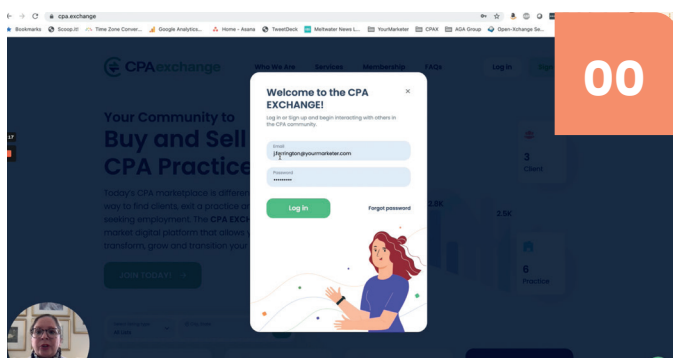 cpa.exchange
Bookmarks Scoop.it! Time Zone Conver... Google Analytics... Home - Asana TweetDeck Meltwater News L... YourMarketer CPAX AGA Group Open-Xchange Se...
CPAexchange
Who We Are Services Membership FAQs Log In
00
Welcome to the CPA
EXCHANGE!
Log in or Sign up and begin interacting with others in
the CPA community.
Email
Password
•••••••••
Log in Forgot password
Your Community to
Buy and Sell
CPA Practice
Today's CPA marketplace is differen
way to find clients, exit a practice or
seeking employment. The CPA EXCH
market digital platform that allows y
transform, grow and transition your
JOIN TODAY!
3
Client
2.0K
2.5K
6
Practice
17